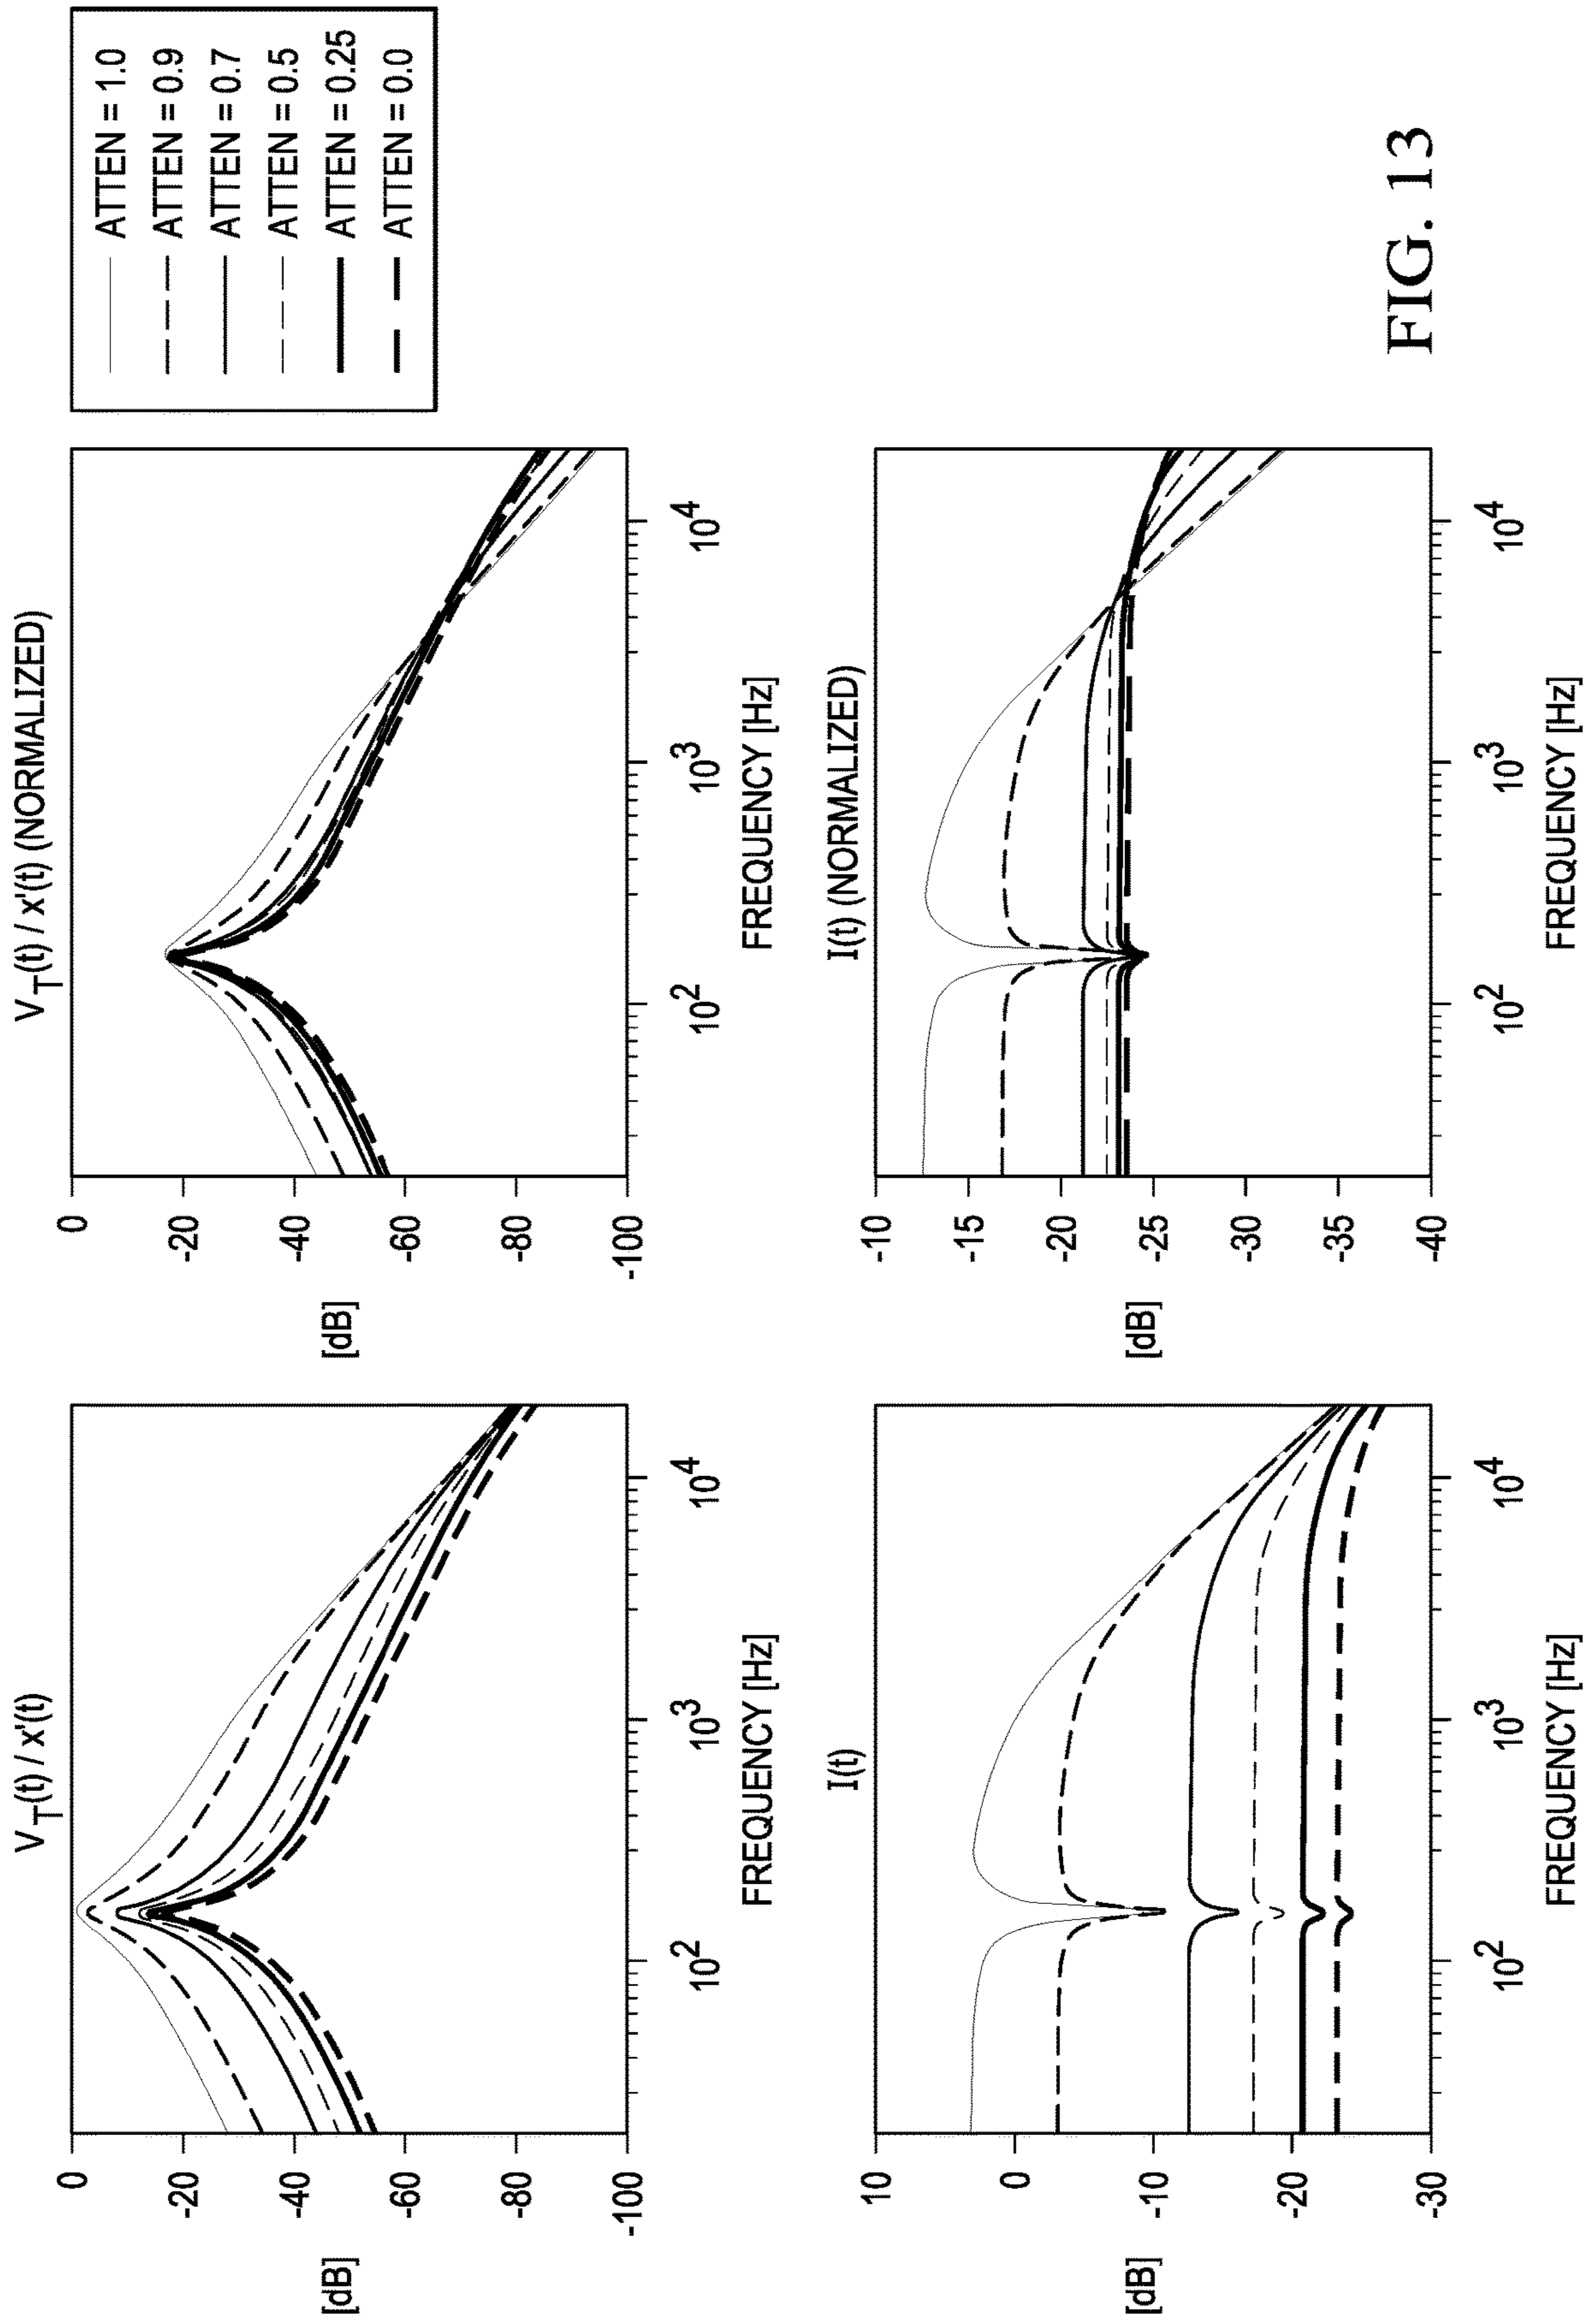 V_T(t) / x'(t)
[dB]
0
-20
-40
-60
-80
-100
10^2
10^3
10^4
FREQUENCY [Hz]
V_T(t) / x'(t) (NORMALIZED)
[dB]
0
-20
-40
-60
-80
-100
10^2
10^3
10^4
FREQUENCY [Hz]
ATTEN = 1.0
ATTEN = 0.9
ATTEN = 0.7
ATTEN = 0.5
ATTEN = 0.25
ATTEN = 0.0
I(t)
[dB]
10
0
-10
-20
-30
10^2
10^3
10^4
FREQUENCY [Hz]
I(t) (NORMALIZED)
[dB]
-10
-15
-20
-25
-30
-35
-40
10^2
10^3
10^4
FREQUENCY [Hz]
FIG. 13